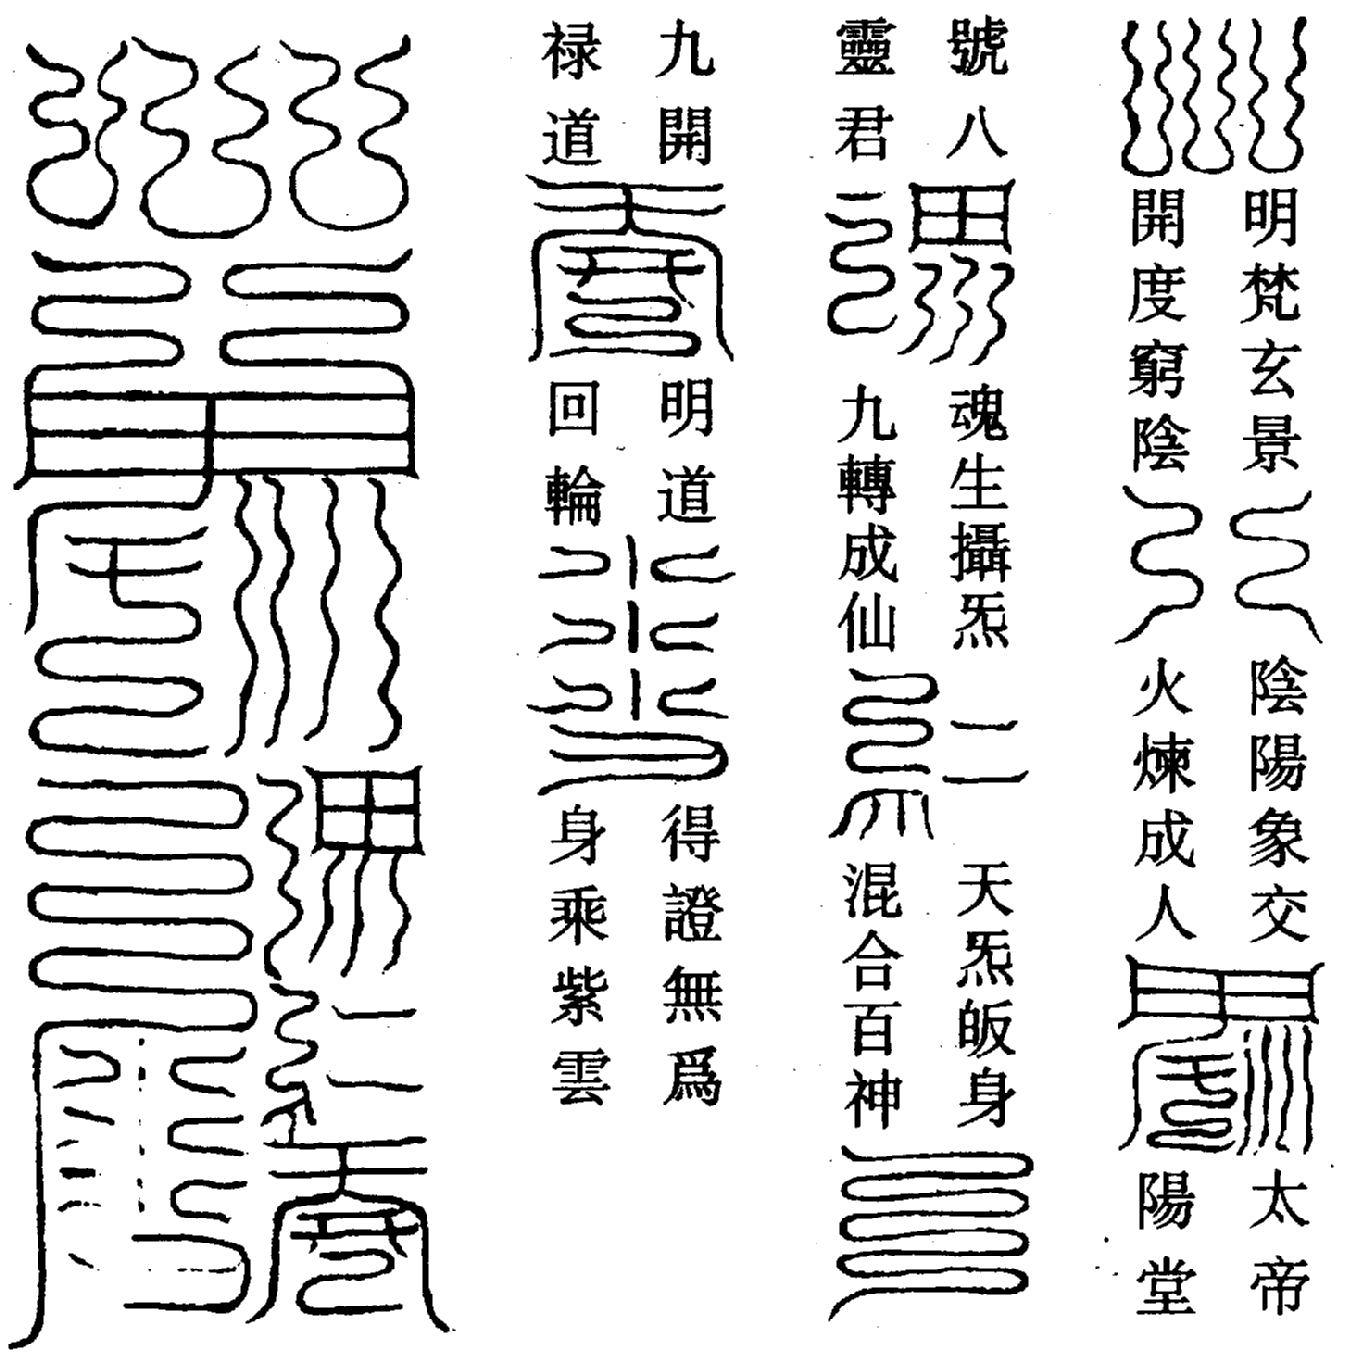 明梵玄景
開度窮陰
陰陽象交
火煉成人
太帝
陽堂
號八
靈君
魂生攝炁
九轉成仙
天炁皈身
混合百神
九開
祿道
明道
回輪
得證無爲
身乘紫雲